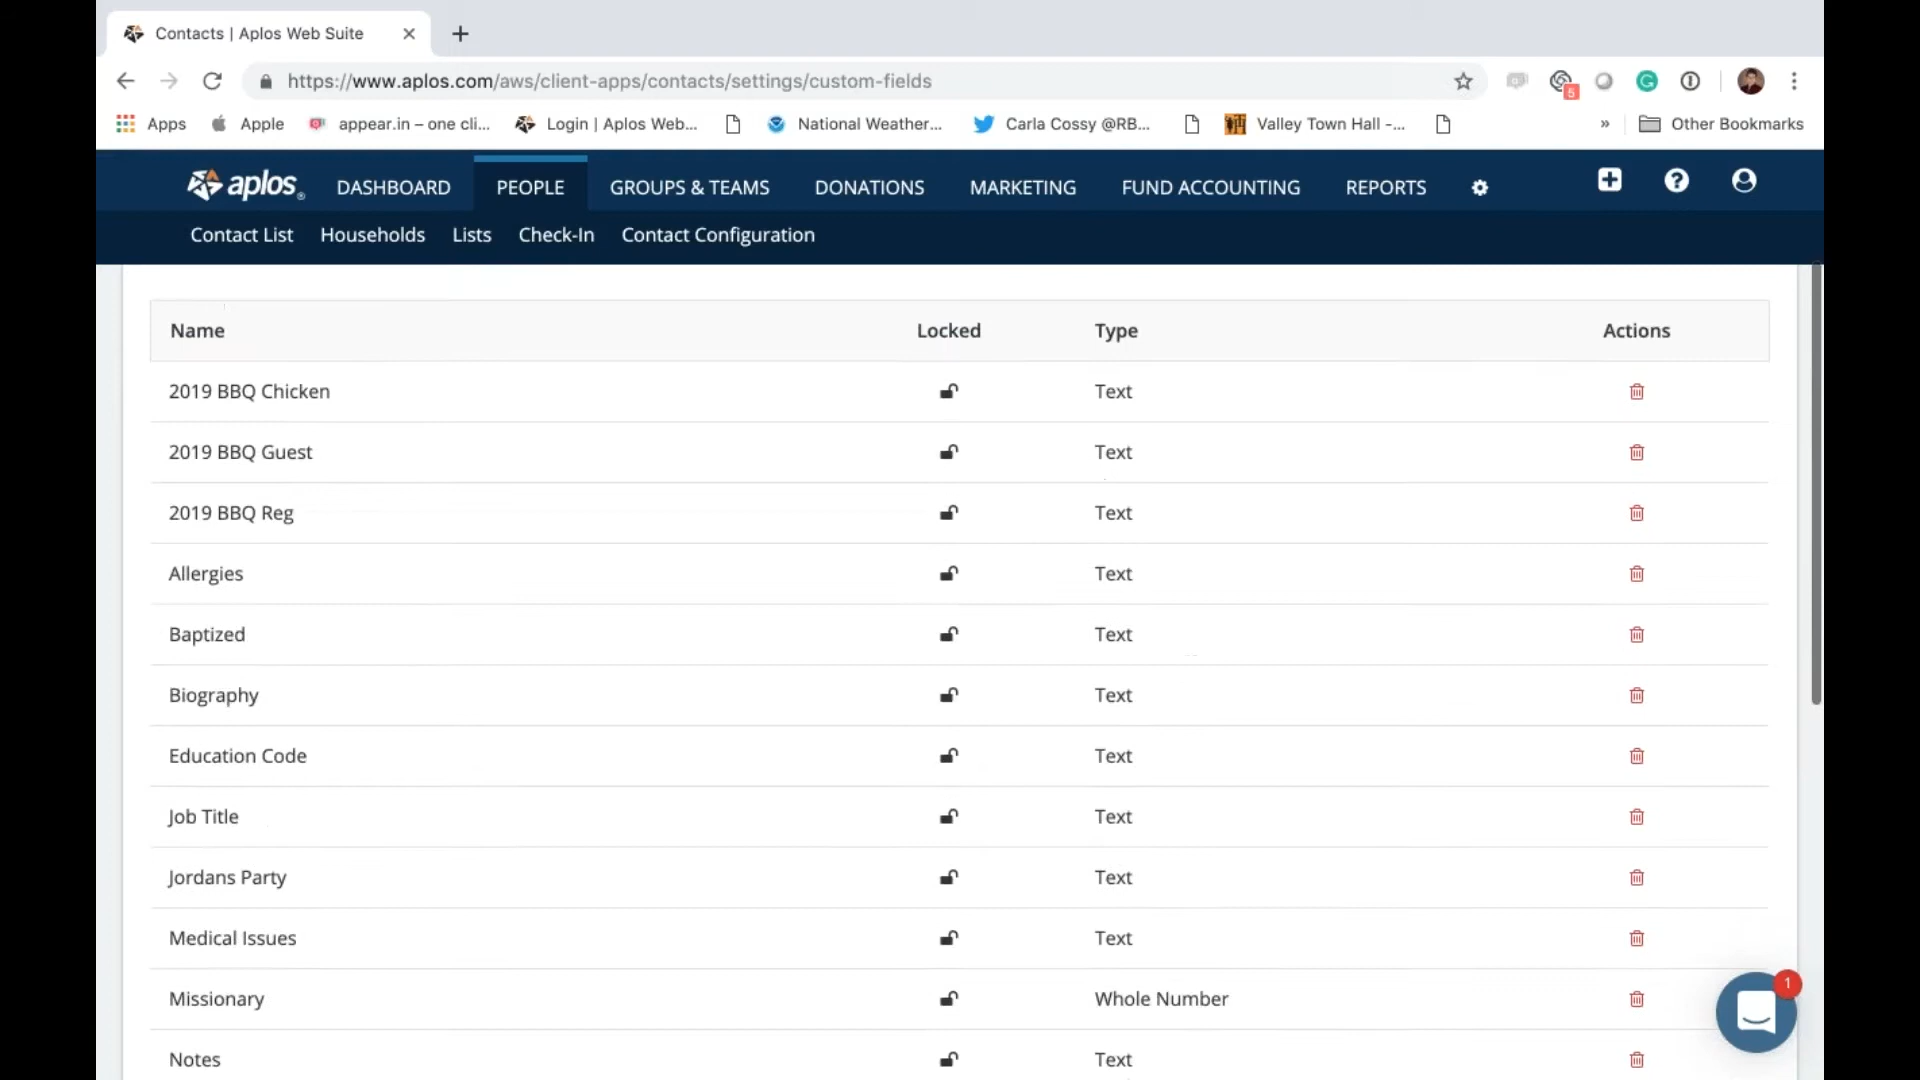 Contacts | Aplos Web Suite
https://www.aplos.com/aws/client-apps/contacts/settings/custom-fields
5
Apps Apple appear.in – one cli... Login | Aplos Web... National Weather... Carla Cossy @RB... Valley Town Hall -... » Other Bookmarks
aplos DASHBOARD PEOPLE GROUPS & TEAMS DONATIONS MARKETING FUND ACCOUNTING REPORTS
Contact List Households Lists Check-In Contact Configuration
Name Locked Type Actions
2019 BBQ Chicken Text
2019 BBQ Guest Text
2019 BBQ Reg Text
Allergies Text
Baptized Text
Biography Text
Education Code Text
Job Title Text
Jordans Party Text
Medical Issues Text
1
Missionary Whole Number
Notes Text